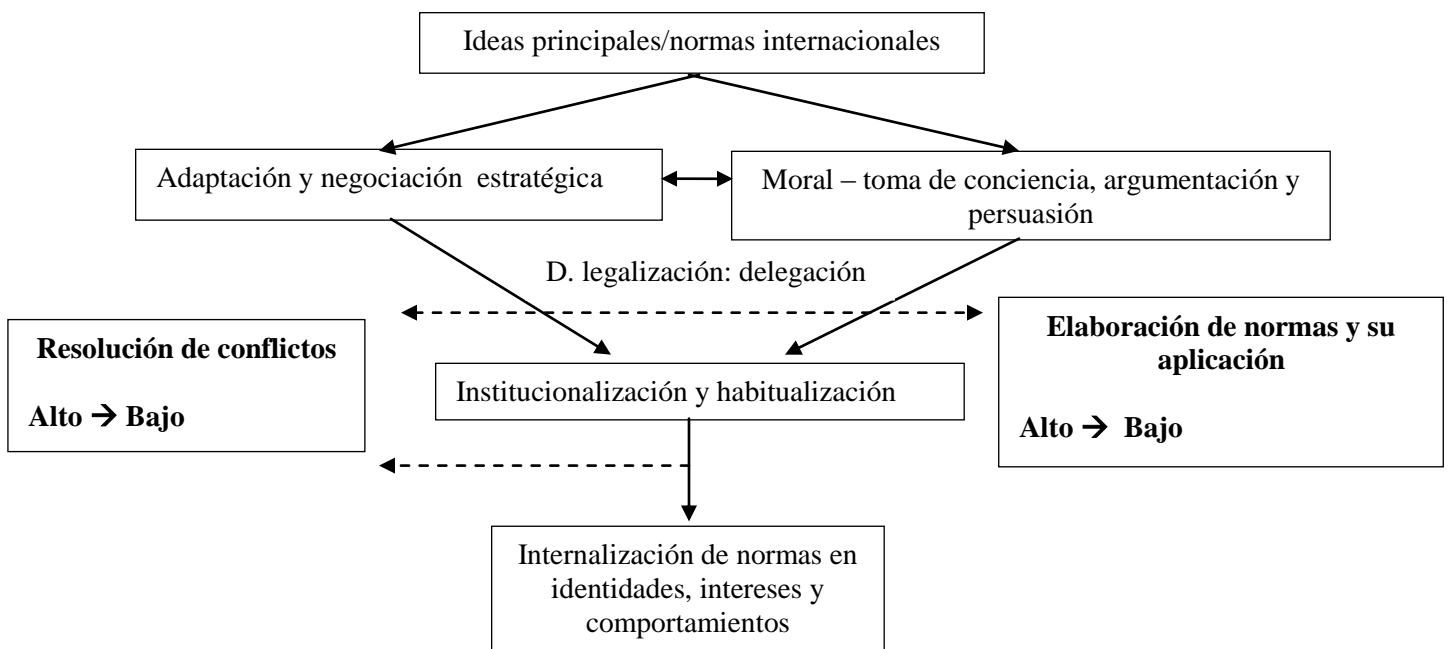 Ideas principales/normas internacionales
Adaptación y negociación estratégica
Moral – toma de conciencia, argumentación y
persuasión
D. legalización: delegación
Resolución de conflictos
Alto → Bajo
Elaboración de normas y su
aplicación
Alto → Bajo
Institucionalización y habitualización
Internalización de normas en
identidades, intereses y
comportamientos